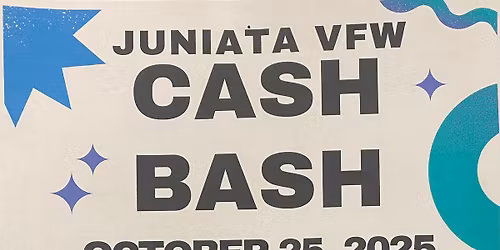 JUNIATA VFW
CASH
BASH
OCTOBER 25, 2025